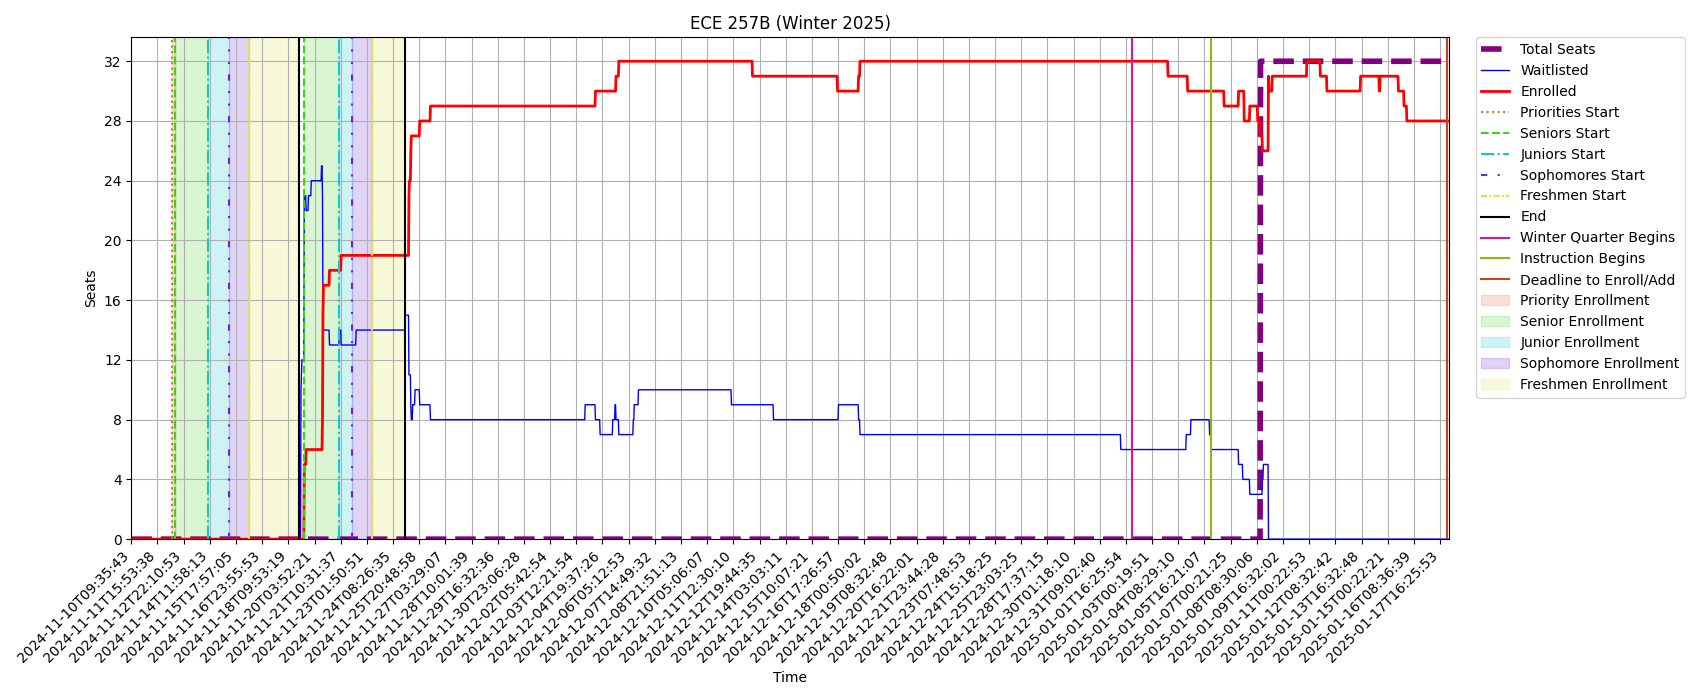 ECE 257B (Winter 2025)
Seats
32
28
24
20
16
12
8
4
0
2024-11-10T09:35:43
2024-11-11T15:53:38
2024-11-12T22:10:53
2024-11-14T11:58:13
2024-11-15T17:57:05
2024-11-16T23:55:53
2024-11-18T09:53:19
2024-11-20T03:52:21
2024-11-21T10:31:37
2024-11-23T01:50:51
2024-11-24T08:26:35
2024-11-25T20:48:58
2024-11-27T03:29:07
2024-11-28T10:01:39
2024-11-29T16:32:36
2024-11-30T23:06:28
2024-12-02T05:42:54
2024-12-03T12:21:54
2024-12-04T19:37:26
2024-12-06T05:12:53
2024-12-07T14:49:32
2024-12-08T21:51:13
2024-12-10T05:06:07
2024-12-11T12:30:10
2024-12-12T19:44:35
2024-12-14T03:03:11
2024-12-15T10:07:21
2024-12-16T17:26:57
2024-12-18T00:50:02
2024-12-19T08:32:48
2024-12-20T16:22:01
2024-12-21T23:44:28
2024-12-23T07:48:53
2024-12-24T15:18:25
2024-12-25T23:03:25
2024-12-28T17:37:15
2024-12-30T01:18:10
2024-12-31T09:02:40
2025-01-01T16:25:54
2025-01-03T00:19:51
2025-01-04T08:29:10
2025-01-05T16:21:07
2025-01-07T00:21:25
2025-01-08T08:30:06
2025-01-09T16:32:02
2025-01-11T00:22:53
2025-01-12T08:32:42
2025-01-13T16:32:48
2025-01-15T00:22:21
2025-01-16T08:36:39
2025-01-17T16:25:53
Time
Total Seats
Waitlisted
Enrolled
Priorities Start
Seniors Start
Juniors Start
Sophomores Start
Freshmen Start
End
Winter Quarter Begins
Instruction Begins
Deadline to Enroll/Add
Priority Enrollment
Senior Enrollment
Junior Enrollment
Sophomore Enrollment
Freshmen Enrollment